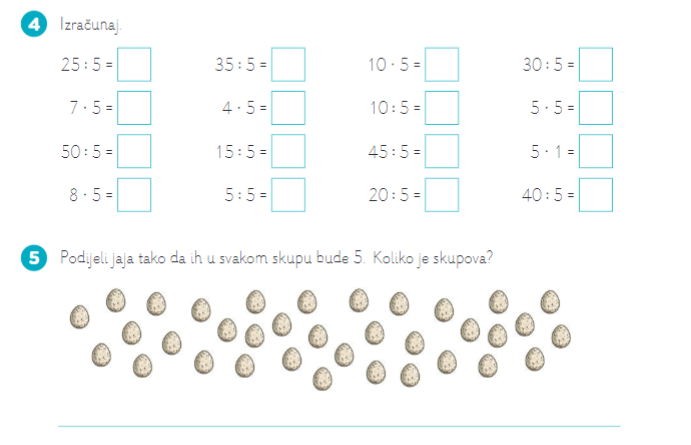 4 Izračunaj.
25 : 5 = 35 : 5 = 10 · 5 = 30 : 5 =
7 · 5 = 4 · 5 = 10 : 5 = 5 · 5 =
50 : 5 = 15 : 5 = 45 : 5 = 5 · 1 =
8 · 5 = 5 : 5 = 20 : 5 = 40 : 5 =
5 Podijeli jaja tako da ih u svakom skupu bude 5. Koliko je skupova?